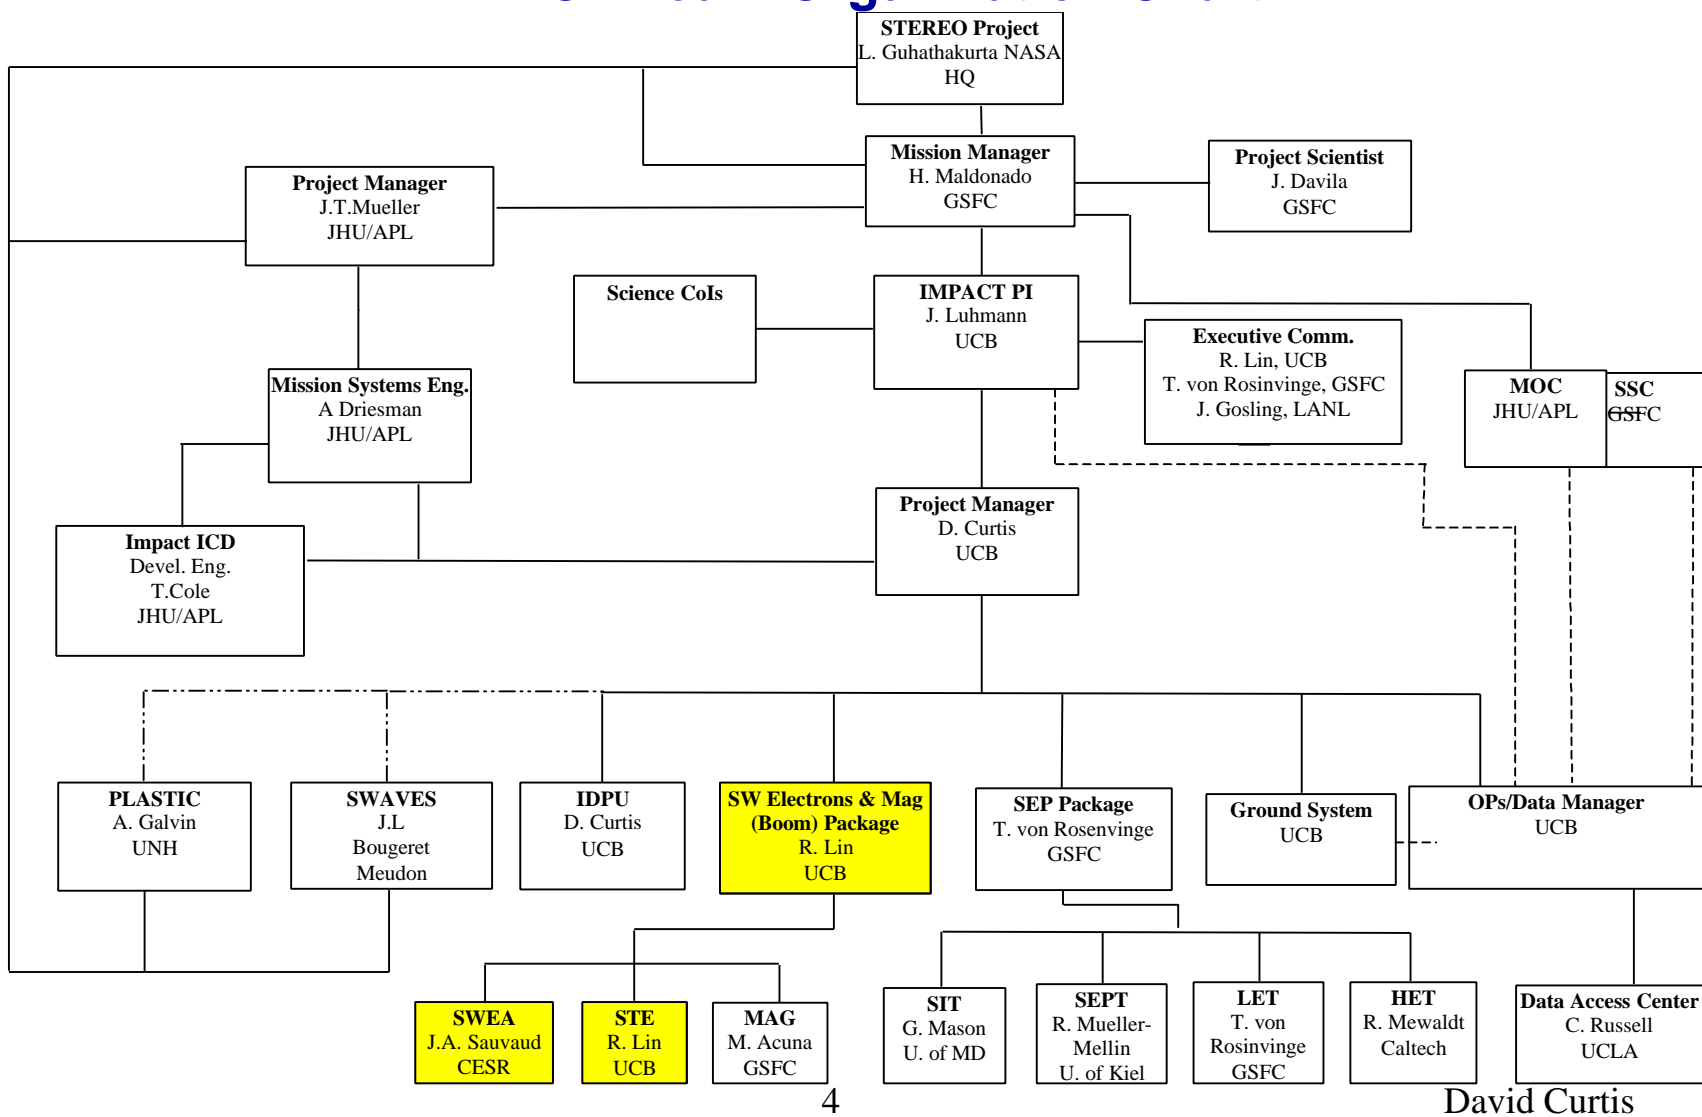 STEREO Project
L. Guhathakurta NASA
HQ
Mission Manager
H. Maldonado
GSFC
Project Scientist
J. Davila
GSFC
Project Manager
J.T.Mueller
JHU/APL
Science CoIs
IMPACT PI
J. Luhmann
UCB
Executive Comm.
R. Lin, UCB
T. von Rosinvinge, GSFC
J. Gosling, LANL
MOC
JHU/APL
SSC
GSFC
Mission Systems Eng.
A Driesman
JHU/APL
Project Manager
D. Curtis
UCB
Impact ICD
Devel. Eng.
T.Cole
JHU/APL
PLASTIC
A. Galvin
UNH
SWAVES
J.L
Bougeret
Meudon
IDPU
D. Curtis
UCB
SW Electrons & Mag
(Boom) Package
R. Lin
UCB
SEP Package
T. von Rosenvinge
GSFC
Ground System
UCB
OPs/Data Manager
UCB
SWEA
J.A. Sauvaud
CESR
STE
R. Lin
UCB
MAG
M. Acuna
GSFC
SIT
G. Mason
U. of MD
SEPT
R. Mueller-
Mellin
U. of Kiel
LET
T. von
Rosinvinge
GSFC
HET
R. Mewaldt
Caltech
Data Access Center
C. Russell
UCLA
4
David Curtis